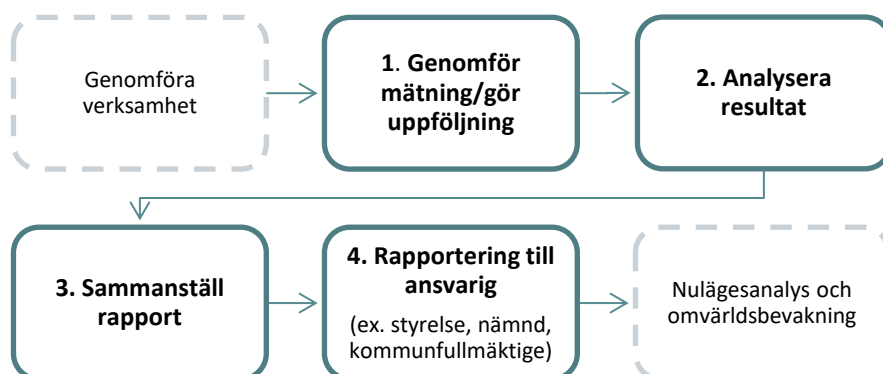 Genomföra
verksamhet
1. Genomför
mätning/gör
uppföljning
2. Analysera
resultat
3. Sammanställ
rapport
4. Rapportering till
ansvarig
(ex. styrelse, nämnd,
kommunfullmäktige)
Nulägesanalys och
omvärldsbevakning